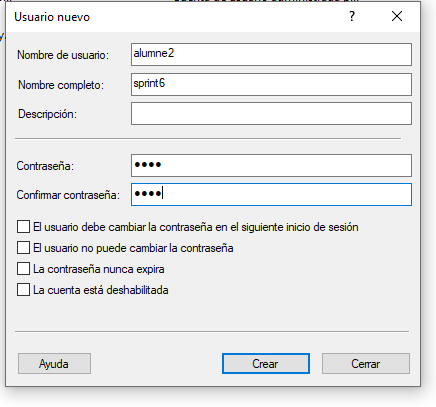 Usuario nuevo ?
Nombre de usuario: alumne2
Nombre completo: sprint6
Descripción:
Contraseña: ●●●●
Confirmar contraseña: ●●●●
El usuario debe cambiar la contraseña en el siguiente inicio de sesión
El usuario no puede cambiar la contraseña
La contraseña nunca expira
La cuenta está deshabilitada
Ayuda Crear Cerrar